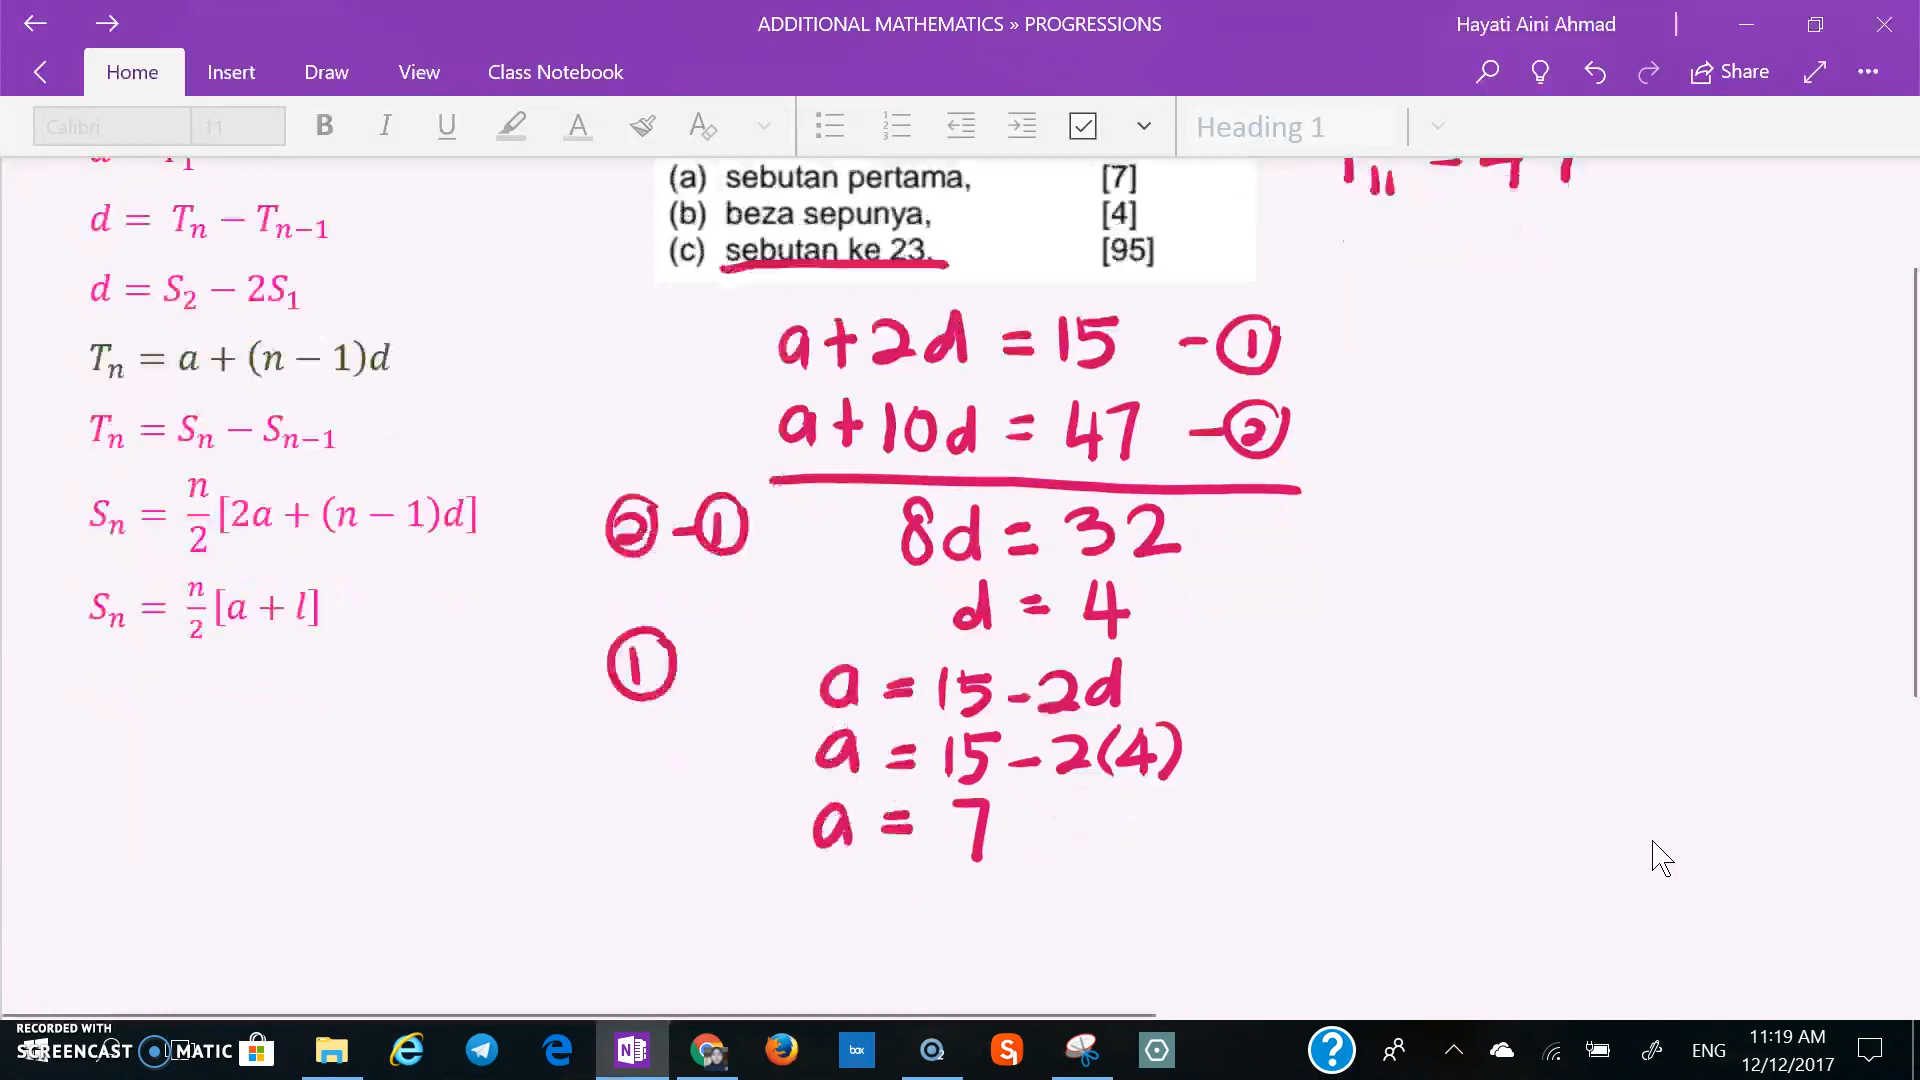 ADDITIONAL MATHEMATICS » PROGRESSIONS
Hayati Aini Ahmad
Home Insert Draw View Class Notebook
Share
Calibri 11 B I U Heading 1
d = Tₙ − Tₙ₋₁
d = S₂ − 2S₁
Tₙ = a + (n − 1)d
Tₙ = Sₙ − Sₙ₋₁
Sₙ = n/2 [2a + (n − 1)d]
Sₙ = n/2 [a + l]
(a) sebutan pertama, [7]
(b) beza sepunya, [4]
(c) sebutan ke 23. [95]
T₁₁ = 47
a + 2d = 15 - ①
a + 10d = 47 - ②
② - ① 8d = 32
d = 4
① a = 15 - 2d
a = 15 - 2(4)
a = 7
RECORDED WITH
SCREENCAST MATIC
box
ENG
11:19 AM
12/12/2017